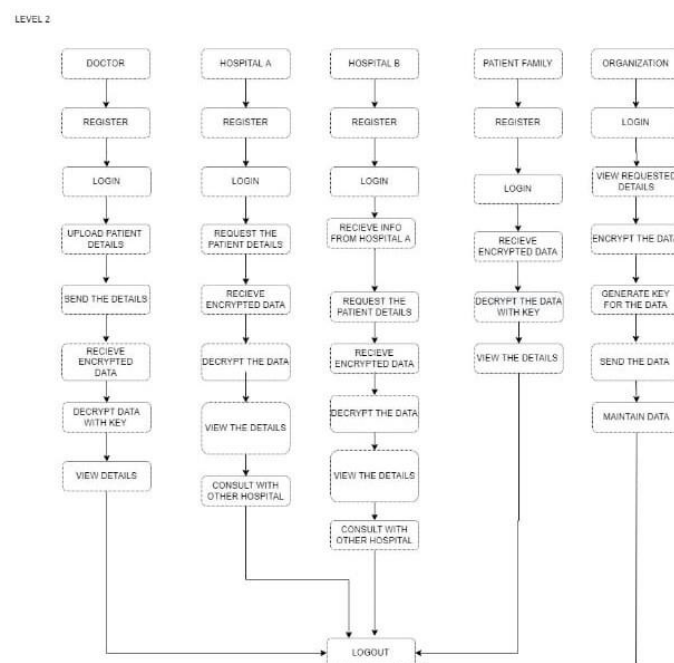 LEVEL 2
DOCTOR
REGISTER
LOGIN
UPLOAD PATIENT
DETAILS
SEND THE DETAILS
RECIEVE
ENCRYPTED
DATA
DECRYPT DATA
WITH KEY
VIEW DETAILS
HOSPITAL A
REGISTER
LOGIN
REQUEST THE
PATIENT DETAILS
RECIEVE
ENCRYPTED DATA
DECRYPT THE DATA
VIEW THE DETAILS
CONSULT WITH
OTHER HOSPITAL
HOSPITAL B
REGISTER
LOGIN
RECIEVE INFO
FROM HOSPITAL A
REQUEST THE
PATIENT DETAILS
RECIEVE
ENCRYPTED DATA
DECRYPT THE DATA
VIEW THE DETAILS
CONSULT WITH
OTHER HOSPITAL
PATIENT FAMILY
REGISTER
LOGIN
RECIEVE
ENCRYPTED DATA
DECRYPT THE DATA
WITH KEY
VIEW THE DETAILS
ORGANIZATION
LOGIN
VIEW REQUESTED
DETAILS
ENCRYPT THE DATA
GENERATE KEY
FOR THE DATA
SEND THE DATA
MAINTAIN DATA
LOGOUT